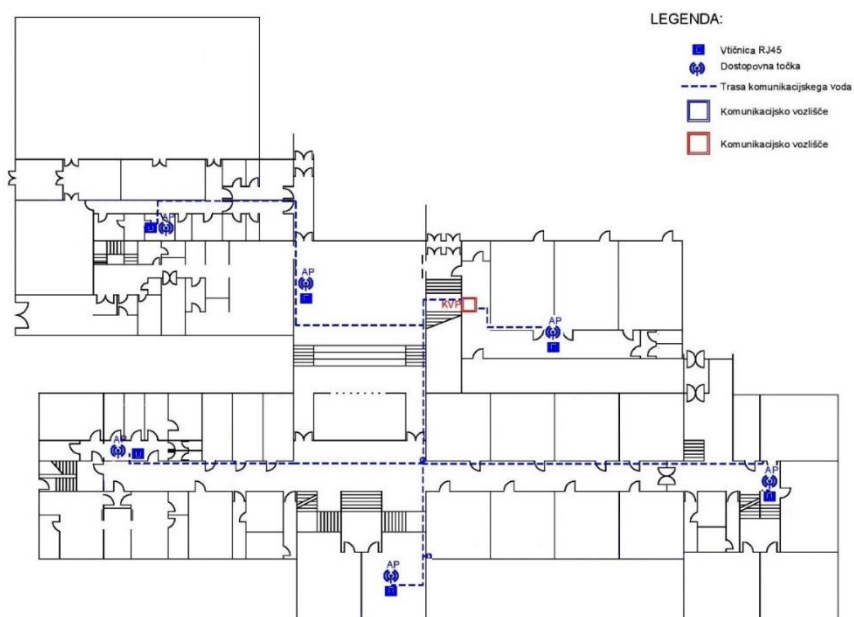 LEGENDA:
Vtičnica RJ45
Dostopovna točka
Trasa komunikacijskega voda
Komunikacijsko vozlišče
Komunikacijsko vozlišče
AP
AP
KVP
AP
AP
AP
AP